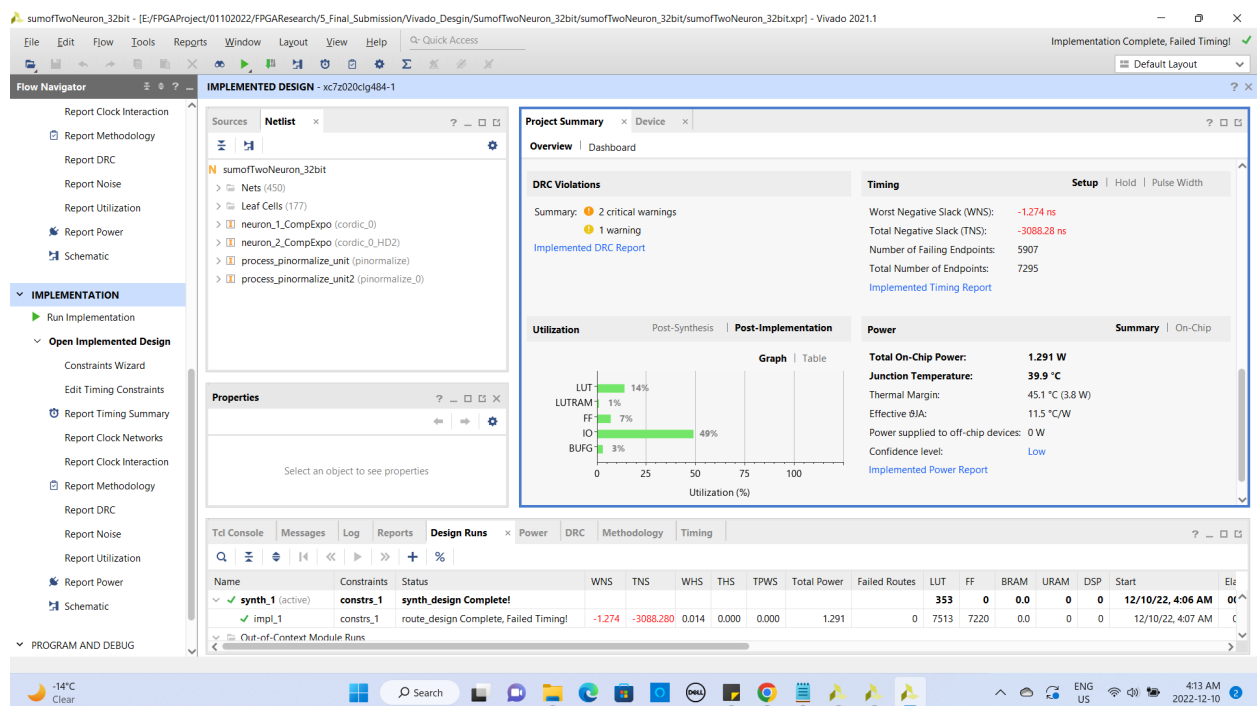 sumofTwoNeuron_32bit - [E:/FPGAProject/01102022/FPGAResearch/5_Final_Submission/Vivado_Desgin/SumofTwoNeuron_32bit/sumofTwoNeuron_32bit/sumofTwoNeuron_32bit.xpr] - Vivado 2021.1
File Edit Flow Tools Reports Window Layout View Help Quick Access
Implementation Complete, Failed Timing!
Default Layout
Flow Navigator
Report Clock Interaction
Report Methodology
Report DRC
Report Noise
Report Utilization
Report Power
Schematic
IMPLEMENTATION
Run Implementation
Open Implemented Design
Constraints Wizard
Edit Timing Constraints
Report Timing Summary
Report Clock Networks
Report Clock Interaction
Report Methodology
Report DRC
Report Noise
Report Utilization
Report Power
Schematic
PROGRAM AND DEBUG
IMPLEMENTED DESIGN - xc7z020clg484-1
Sources Netlist
N sumofTwoNeuron_32bit
Nets (450)
Leaf Cells (177)
neuron_1_CompExpo (cordic_0)
neuron_2_CompExpo (cordic_0_HD2)
process_pinormalize_unit (pinormalize)
process_pinormalize_unit2 (pinormalize_0)
Properties
Select an object to see properties
Project Summary Device
Overview Dashboard
DRC Violations
Summary: 2 critical warnings
1 warning
Implemented DRC Report
Timing Setup | Hold | Pulse Width
Worst Negative Slack (WNS): -1.274 ns
Total Negative Slack (TNS): -3088.28 ns
Number of Failing Endpoints: 5907
Total Number of Endpoints: 7295
Implemented Timing Report
Utilization Post-Synthesis | Post-Implementation
Graph | Table
LUT 14%
LUTRAM 1%
FF 7%
IO 49%
BUFG 3%
0 25 50 75 100
Utilization (%)
Power Summary | On-Chip
Total On-Chip Power: 1.291 W
Junction Temperature: 39.9 °C
Thermal Margin: 45.1 °C (3.8 W)
Effective ϑJA: 11.5 °C/W
Power supplied to off-chip devices: 0 W
Confidence level: Low
Implemented Power Report
Tcl Console Messages Log Reports Design Runs Power DRC Methodology Timing
Name Constraints Status WNS TNS WHS THS TPWS Total Power Failed Routes LUT FF BRAM URAM DSP Start Ela
synth_1 (active) constrs_1 synth_design Complete! 353 0 0.0 0 0 12/10/22, 4:06 AM
impl_1 constrs_1 route_design Complete, Failed Timing! -1.274 -3088.280 0.014 0.000 0.000 1.291 0 7513 7220 0.0 0 0 12/10/22, 4:07 AM
Out-of-Context Module Runs
-14°C
Clear
Search
DELL
ENG
US
4:13 AM
2022-12-10
2